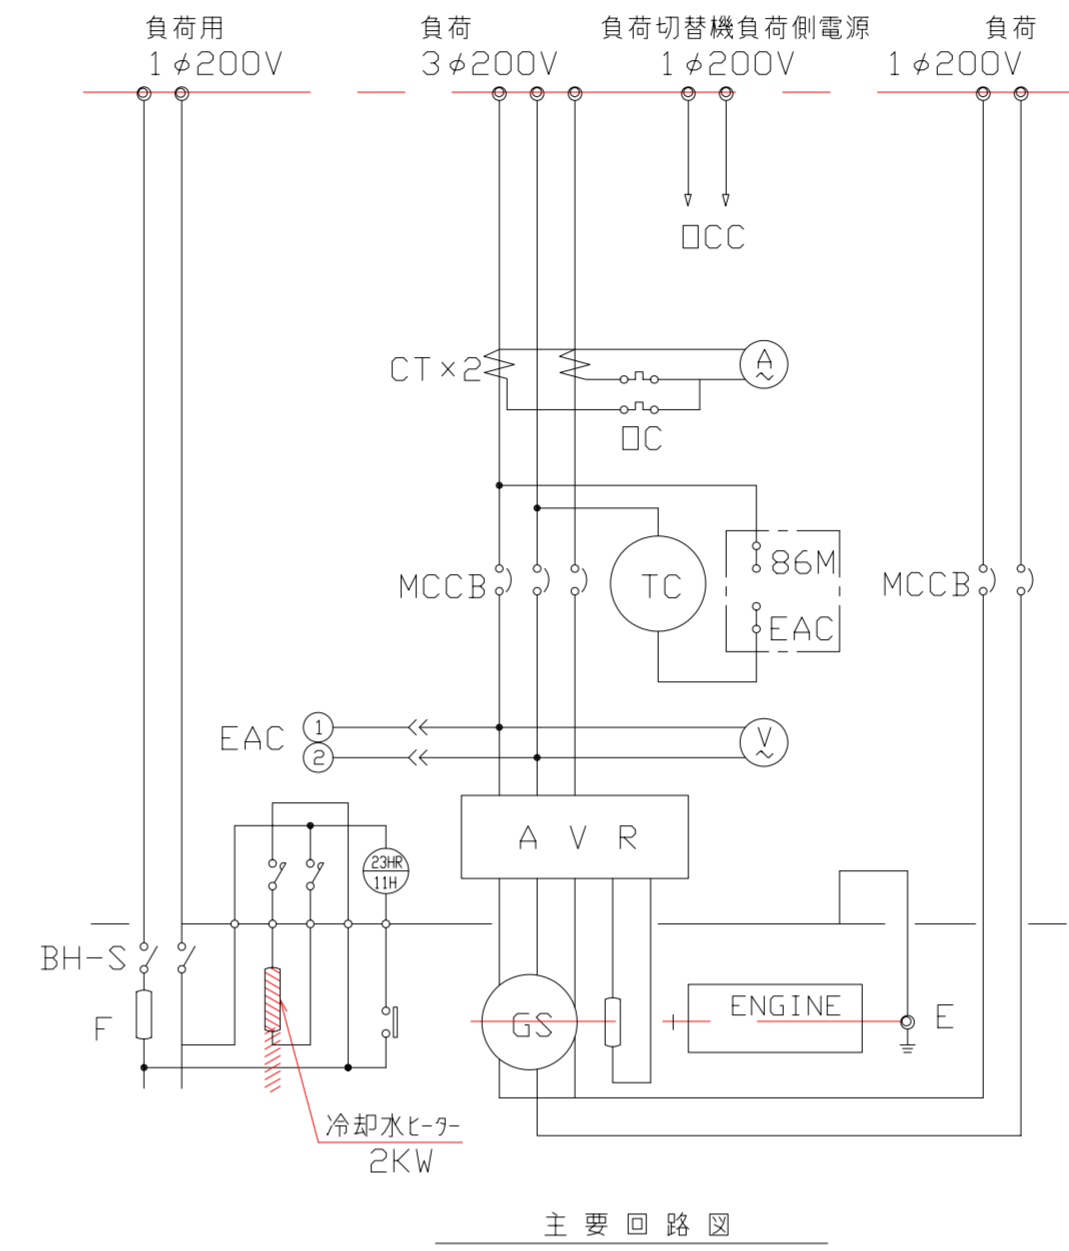 負荷用
1φ200V
負荷
3φ200V
負荷切替機負荷側電源
1φ200V
負荷
1φ200V
OCC
CT×2
A
~
OC
MCCB
TC
86M
EAC
MCCB
EAC
1
2
V
~
A V R
23HR
11H
BH-S
F
GS
ENGINE
E
冷却水ヒーター
2KW
主要回路図